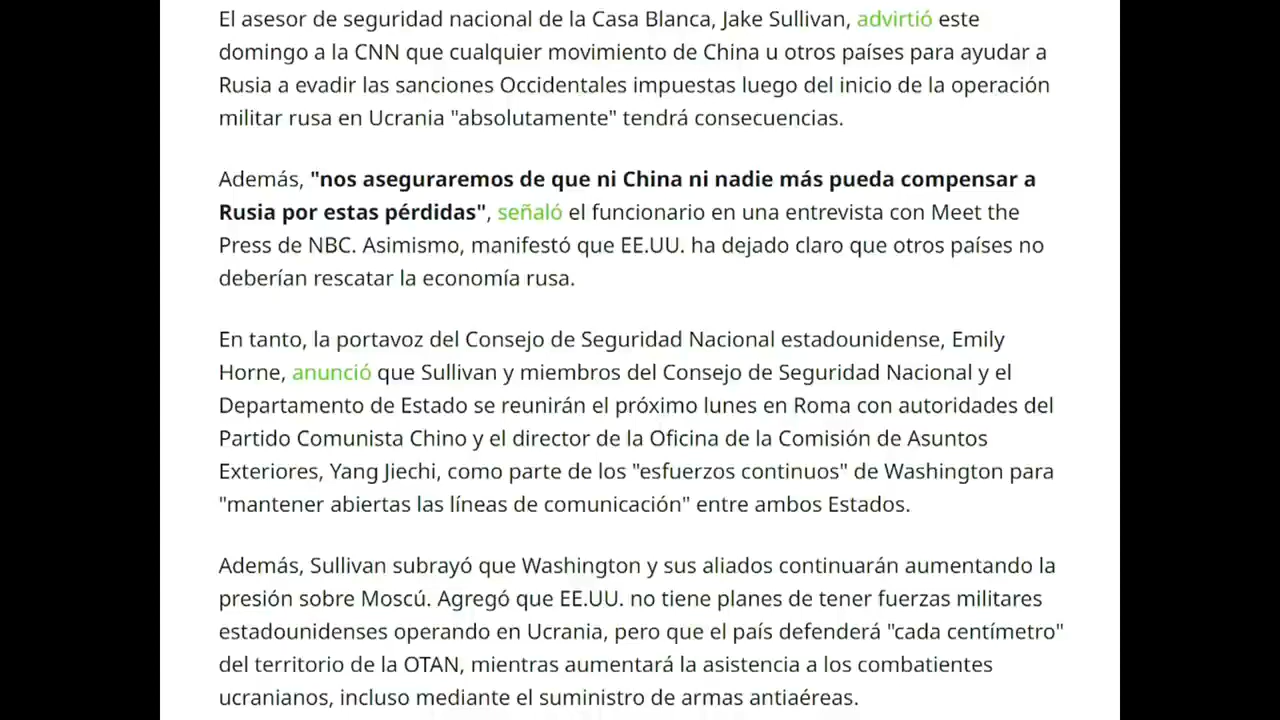 El asesor de seguridad nacional de la Casa Blanca, Jake Sullivan, advirtió este
domingo a la CNN que cualquier movimiento de China u otros países para ayudar a
Rusia a evadir las sanciones Occidentales impuestas luego del inicio de la operación
militar rusa en Ucrania "absolutamente" tendrá consecuencias.
Además, "nos aseguraremos de que ni China ni nadie más pueda compensar a
Rusia por estas pérdidas", señaló el funcionario en una entrevista con Meet the
Press de NBC. Asimismo, manifestó que EE.UU. ha dejado claro que otros países no
deberían rescatar la economía rusa.
En tanto, la portavoz del Consejo de Seguridad Nacional estadounidense, Emily
Horne, anunció que Sullivan y miembros del Consejo de Seguridad Nacional y el
Departamento de Estado se reunirán el próximo lunes en Roma con autoridades del
Partido Comunista Chino y el director de la Oficina de la Comisión de Asuntos
Exteriores, Yang Jiechi, como parte de los "esfuerzos continuos" de Washington para
"mantener abiertas las líneas de comunicación" entre ambos Estados.
Además, Sullivan subrayó que Washington y sus aliados continuarán aumentando la
presión sobre Moscú. Agregó que EE.UU. no tiene planes de tener fuerzas militares
estadounidenses operando en Ucrania, pero que el país defenderá "cada centímetro"
del territorio de la OTAN, mientras aumentará la asistencia a los combatientes
ucranianos, incluso mediante el suministro de armas antiaéreas.